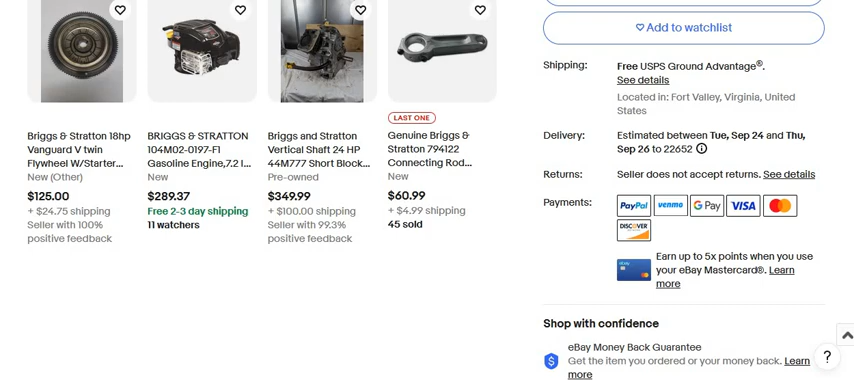 Briggs & Stratton 18hp
Vanguard V twin
Flywheel W/Starter...
New (Other)
$125.00
+ $24.75 shipping
Seller with 100%
positive feedback
BRIGGS & STRATTON
104M02-0197-F1
Gasoline Engine,7.2 l...
New
$289.37
Free 2-3 day shipping
11 watchers
Briggs and Stratton
Vertical Shaft 24 HP
44M777 Short Block...
Pre-owned
$349.99
+ $100.00 shipping
Seller with 99.3%
positive feedback
LAST ONE
Genuine Briggs &
Stratton 794122
Connecting Rod...
New
$60.99
+ $4.99 shipping
45 sold
Add to watchlist
Shipping:
Free USPS Ground Advantage®.
See details
Located in: Fort Valley, Virginia, United
States
Delivery:
Estimated between Tue, Sep 24 and Thu,
Sep 26 to 22652
Returns:
Seller does not accept returns. See details
Payments:
PayPal
venmo
G Pay
VISA
DISCOVER
Earn up to 5x points when you use
your eBay Mastercard®. Learn
more
Shop with confidence
eBay Money Back Guarantee
Get the item you ordered or your money back. Learn
more
?